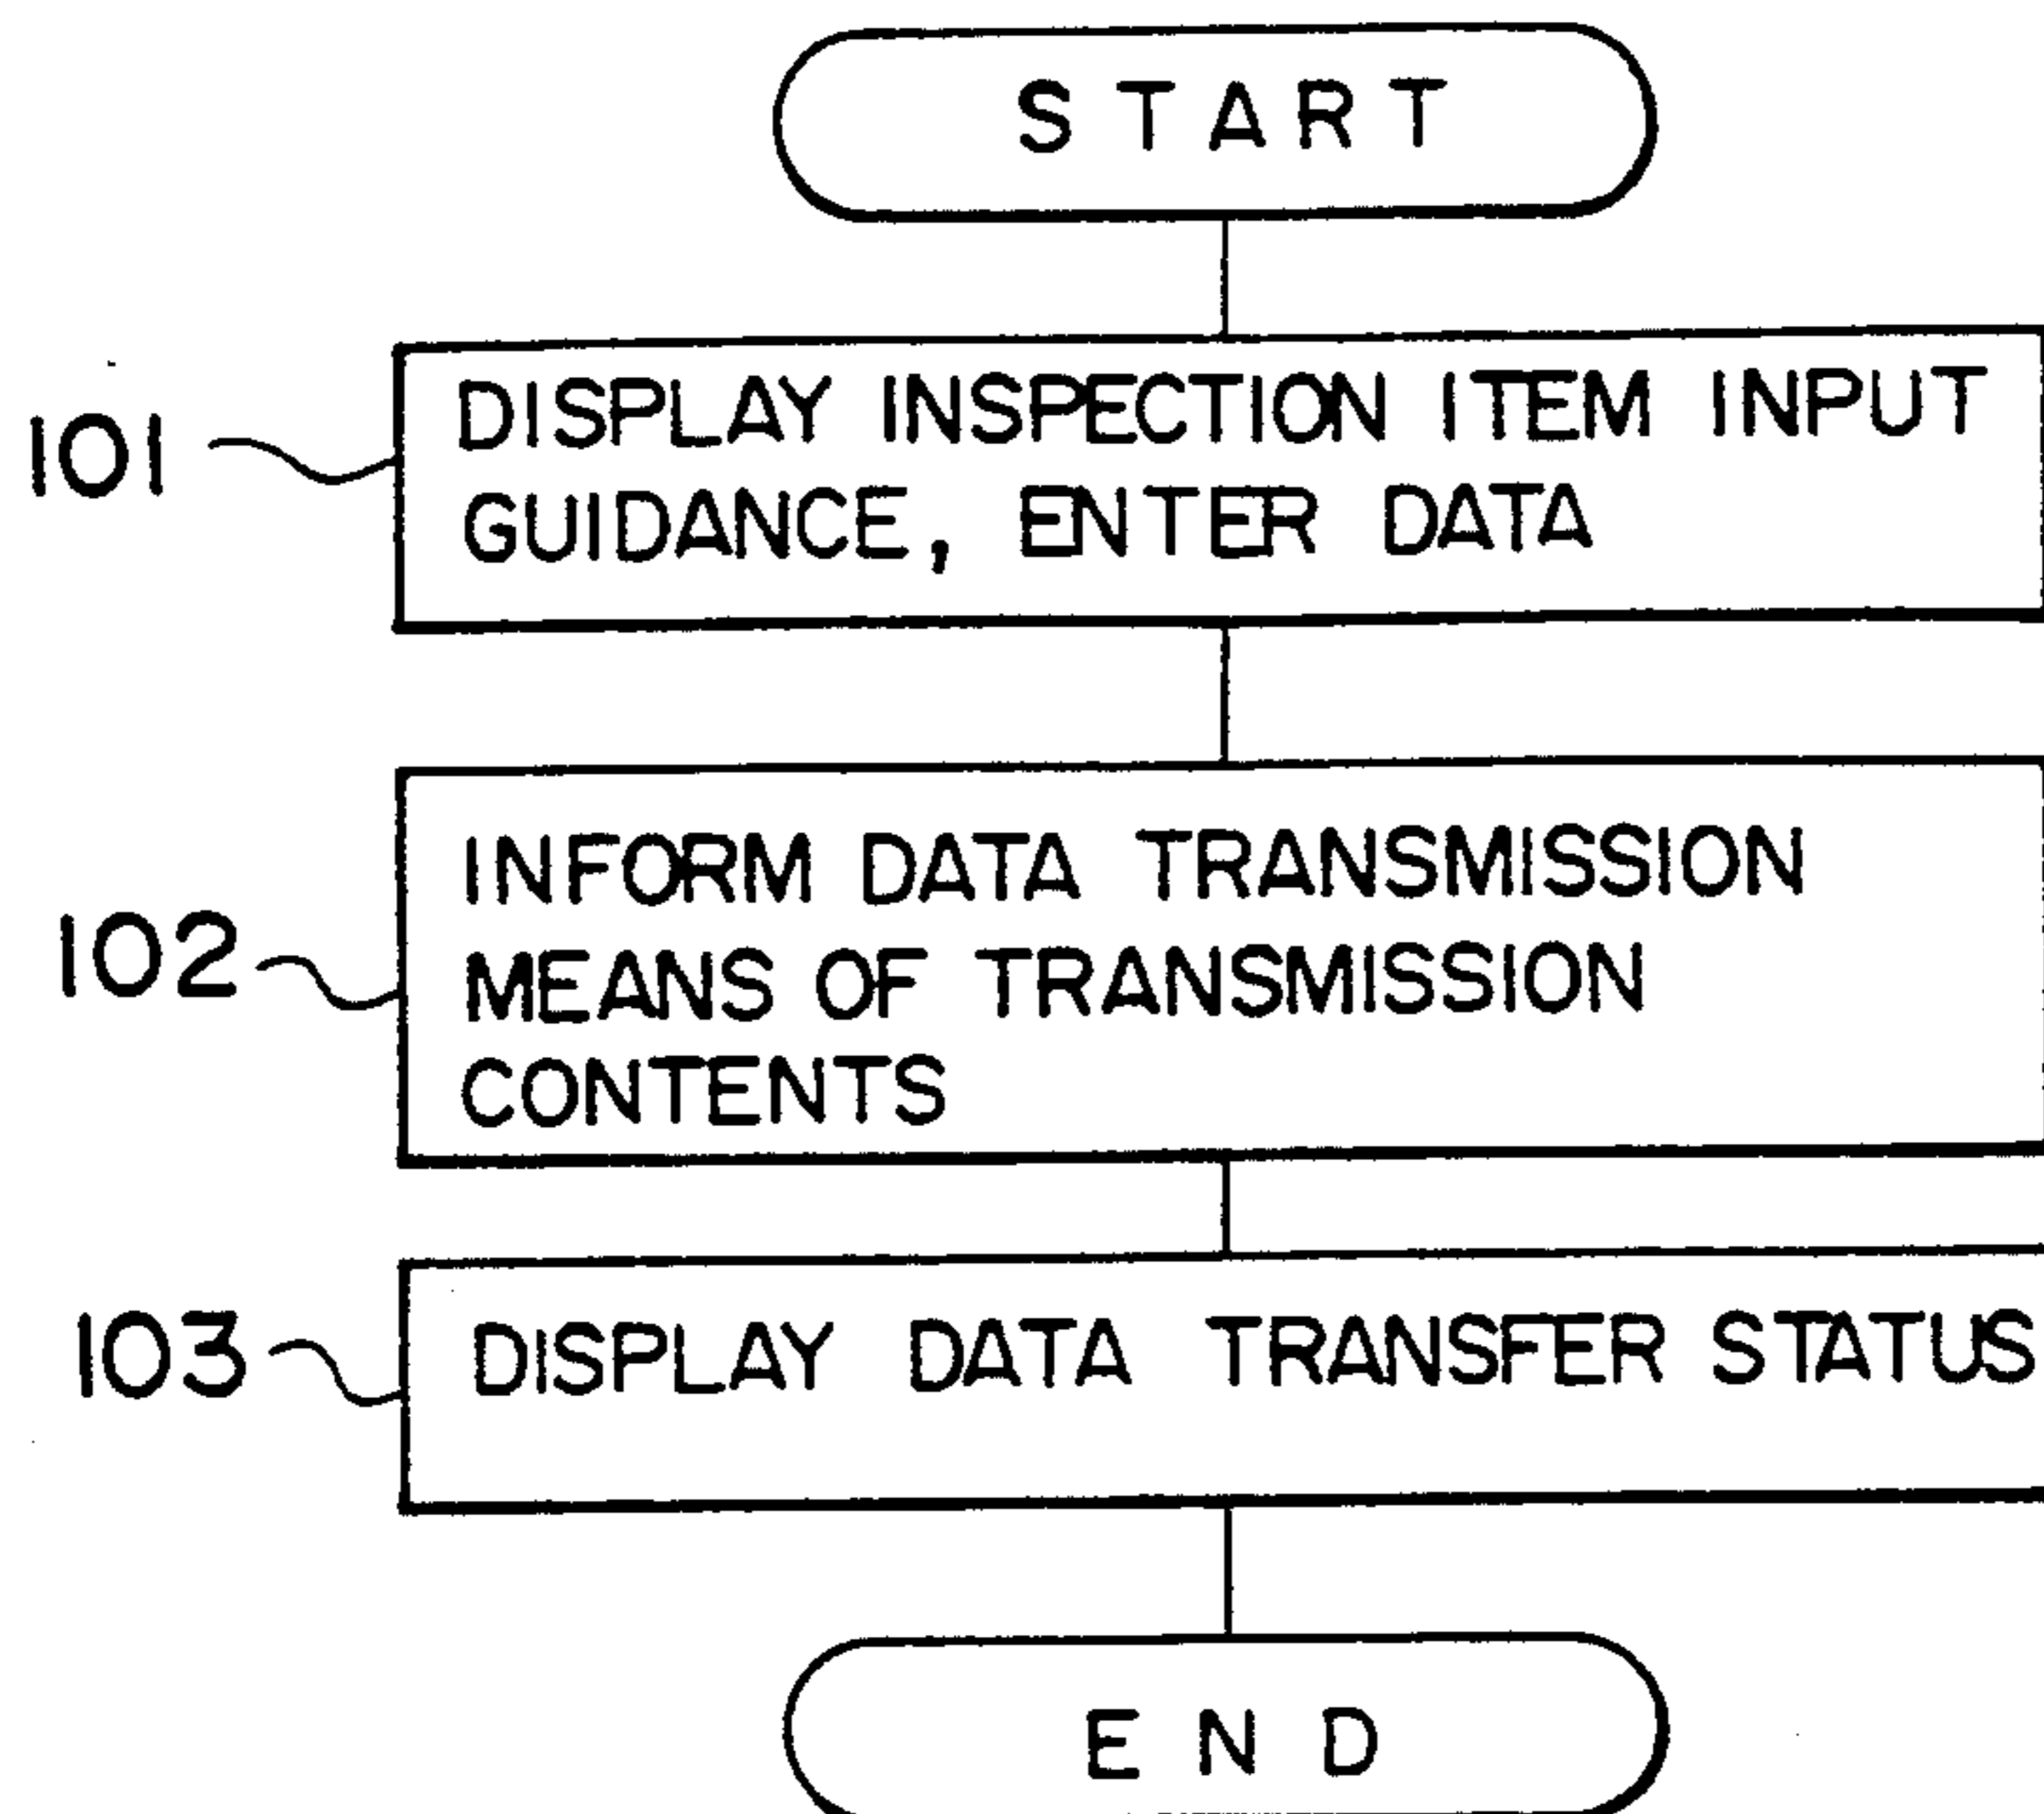 START
101
DISPLAY INSPECTION ITEM INPUT
GUIDANCE, ENTER DATA
102
INFORM DATA TRANSMISSION
MEANS OF TRANSMISSION
CONTENTS
103
DISPLAY DATA TRANSFER STATUS
END